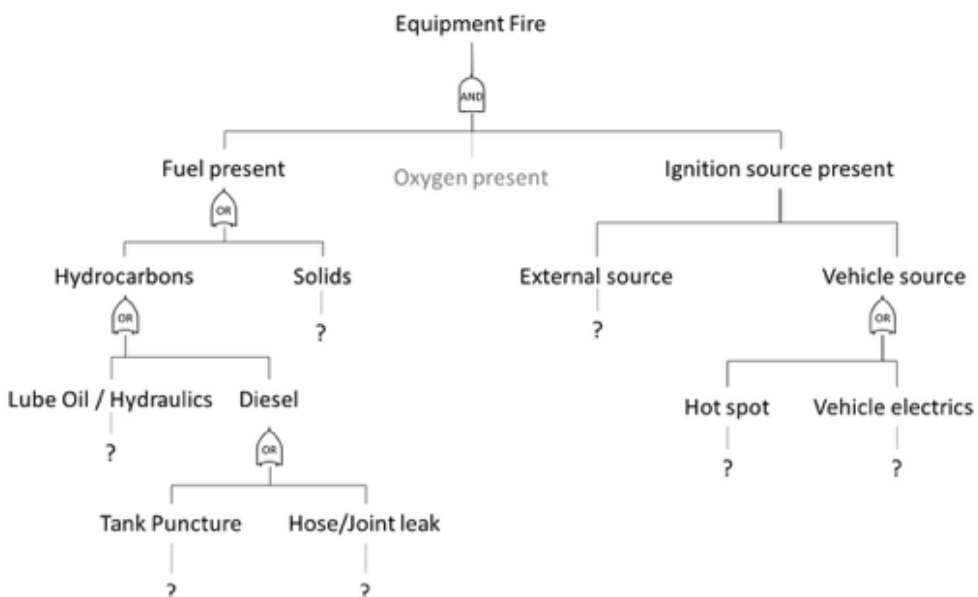 Equipment Fire
AND
Fuel present
Oxygen present
Ignition source present
OR
Hydrocarbons
Solids
External source
Vehicle source
OR
?
?
OR
Lube Oil / Hydraulics
Diesel
Hot spot
Vehicle electrics
?
OR
?
?
Tank Puncture
Hose/Joint leak
?
?